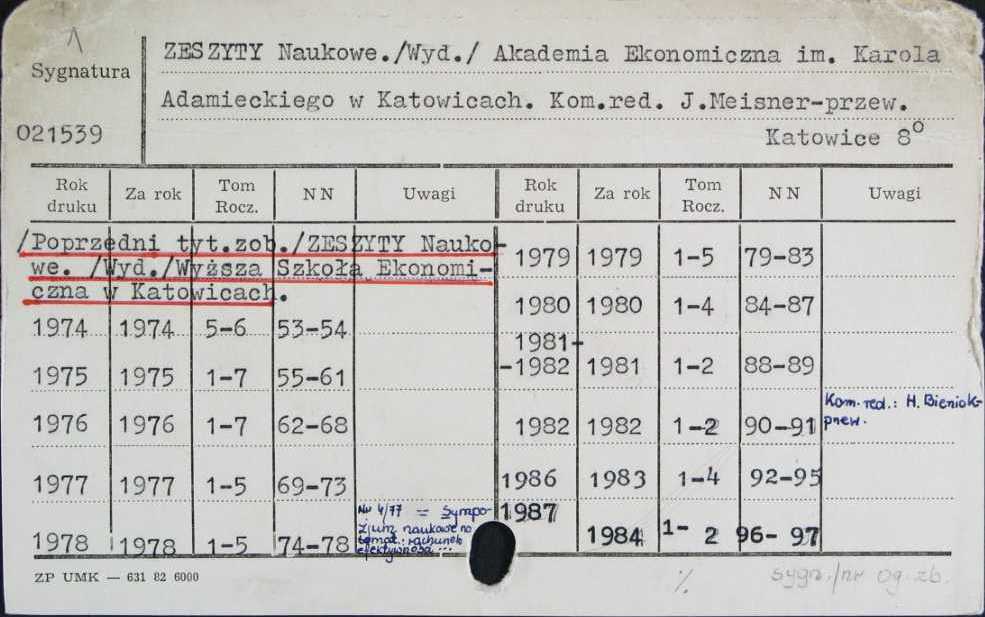 Sygnatura
021539
ZESZYTY Naukowe./Wyd./ Akademia Ekonomiczna im. Karola
Adamieckiego w Katowicach. Kom.red. J.Meisner-przew.
Katowice 8°
Rok druku Za rok Tom Rocz. N N Uwagi
/Poprzedni tyt.zob./ZESZYTY Nauko-
we. /Wyd./Wyższa Szkoła Ekonomi-
czna w Katowicach.
1974 1974 5-6 53-54
1975 1975 1-7 55-61
1976 1976 1-7 62-68
1977 1977 1-5 69-73
1978 1978 1-5 74-78
Nr 4/77 = Sympo-
zjum naukowe na
temat: rachunek
efektywności ...
Rok druku Za rok Tom Rocz. N N Uwagi
1979 1979 1-5 79-83
1980 1980 1-4 84-87
1981-
-1982 1981 1-2 88-89
1982 1982 1-2 90-91
Kom. red.: H. Bieniok-
przew.
1986 1983 1-4 92-95
1987
1984 1- 2 96- 97
ZP UMK — 631 82 6000
%
sygn./nr og. zb.